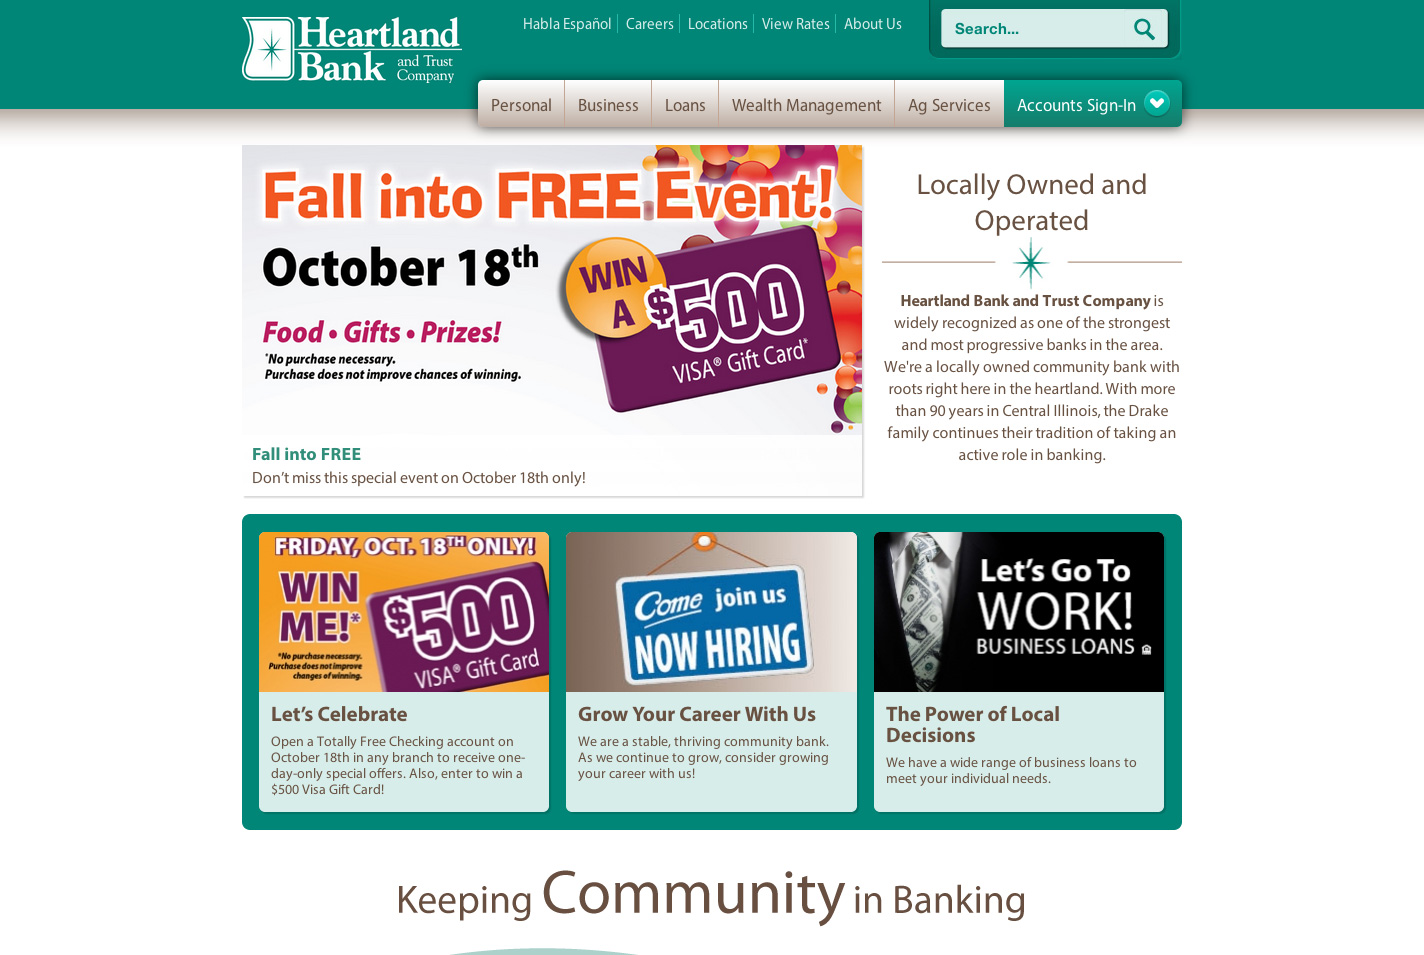 Heartland
Bank and Trust
Company
Habla Español
Careers
Locations
View Rates
About Us
Search...
Personal
Business
Loans
Wealth Management
Ag Services
Accounts Sign-In
Fall into FREE Event!
October 18th
WIN
A $500
VISA® Gift Card*
Food • Gifts • Prizes!
*No purchase necessary.
Purchase does not improve chances of winning.
Fall into FREE
Don’t miss this special event on October 18th only!
Locally Owned and
Operated
Heartland Bank and Trust Company is
widely recognized as one of the strongest
and most progressive banks in the area.
We're a locally owned community bank with
roots right here in the heartland. With more
than 90 years in Central Illinois, the Drake
family continues their tradition of taking an
active role in banking.
FRIDAY, OCT. 18TH ONLY!
WIN
ME!*
$500
VISA® Gift Card
*No purchase necessary.
Purchase does not improve
chances of winning.
Let’s Celebrate
Open a Totally Free Checking account on
October 18th in any branch to receive one-
day-only special offers. Also, enter to win a
$500 Visa Gift Card!
Come join us
NOW HIRING
Grow Your Career With Us
We are a stable, thriving community bank.
As we continue to grow, consider growing
your career with us!
Let’s Go To
WORK!
BUSINESS LOANS
The Power of Local
Decisions
We have a wide range of business loans to
meet your individual needs.
Keeping Community in Banking